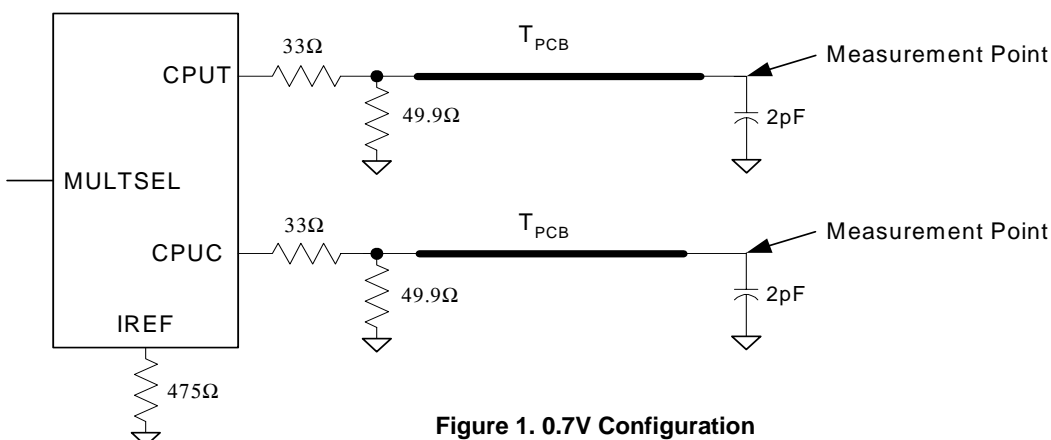 33Ω
T_PCB
Measurement Point
CPUT
49.9Ω
2pF
MULTSEL
33Ω
T_PCB
Measurement Point
CPUC
49.9Ω
2pF
IREF
475Ω
Figure 1. 0.7V Configuration